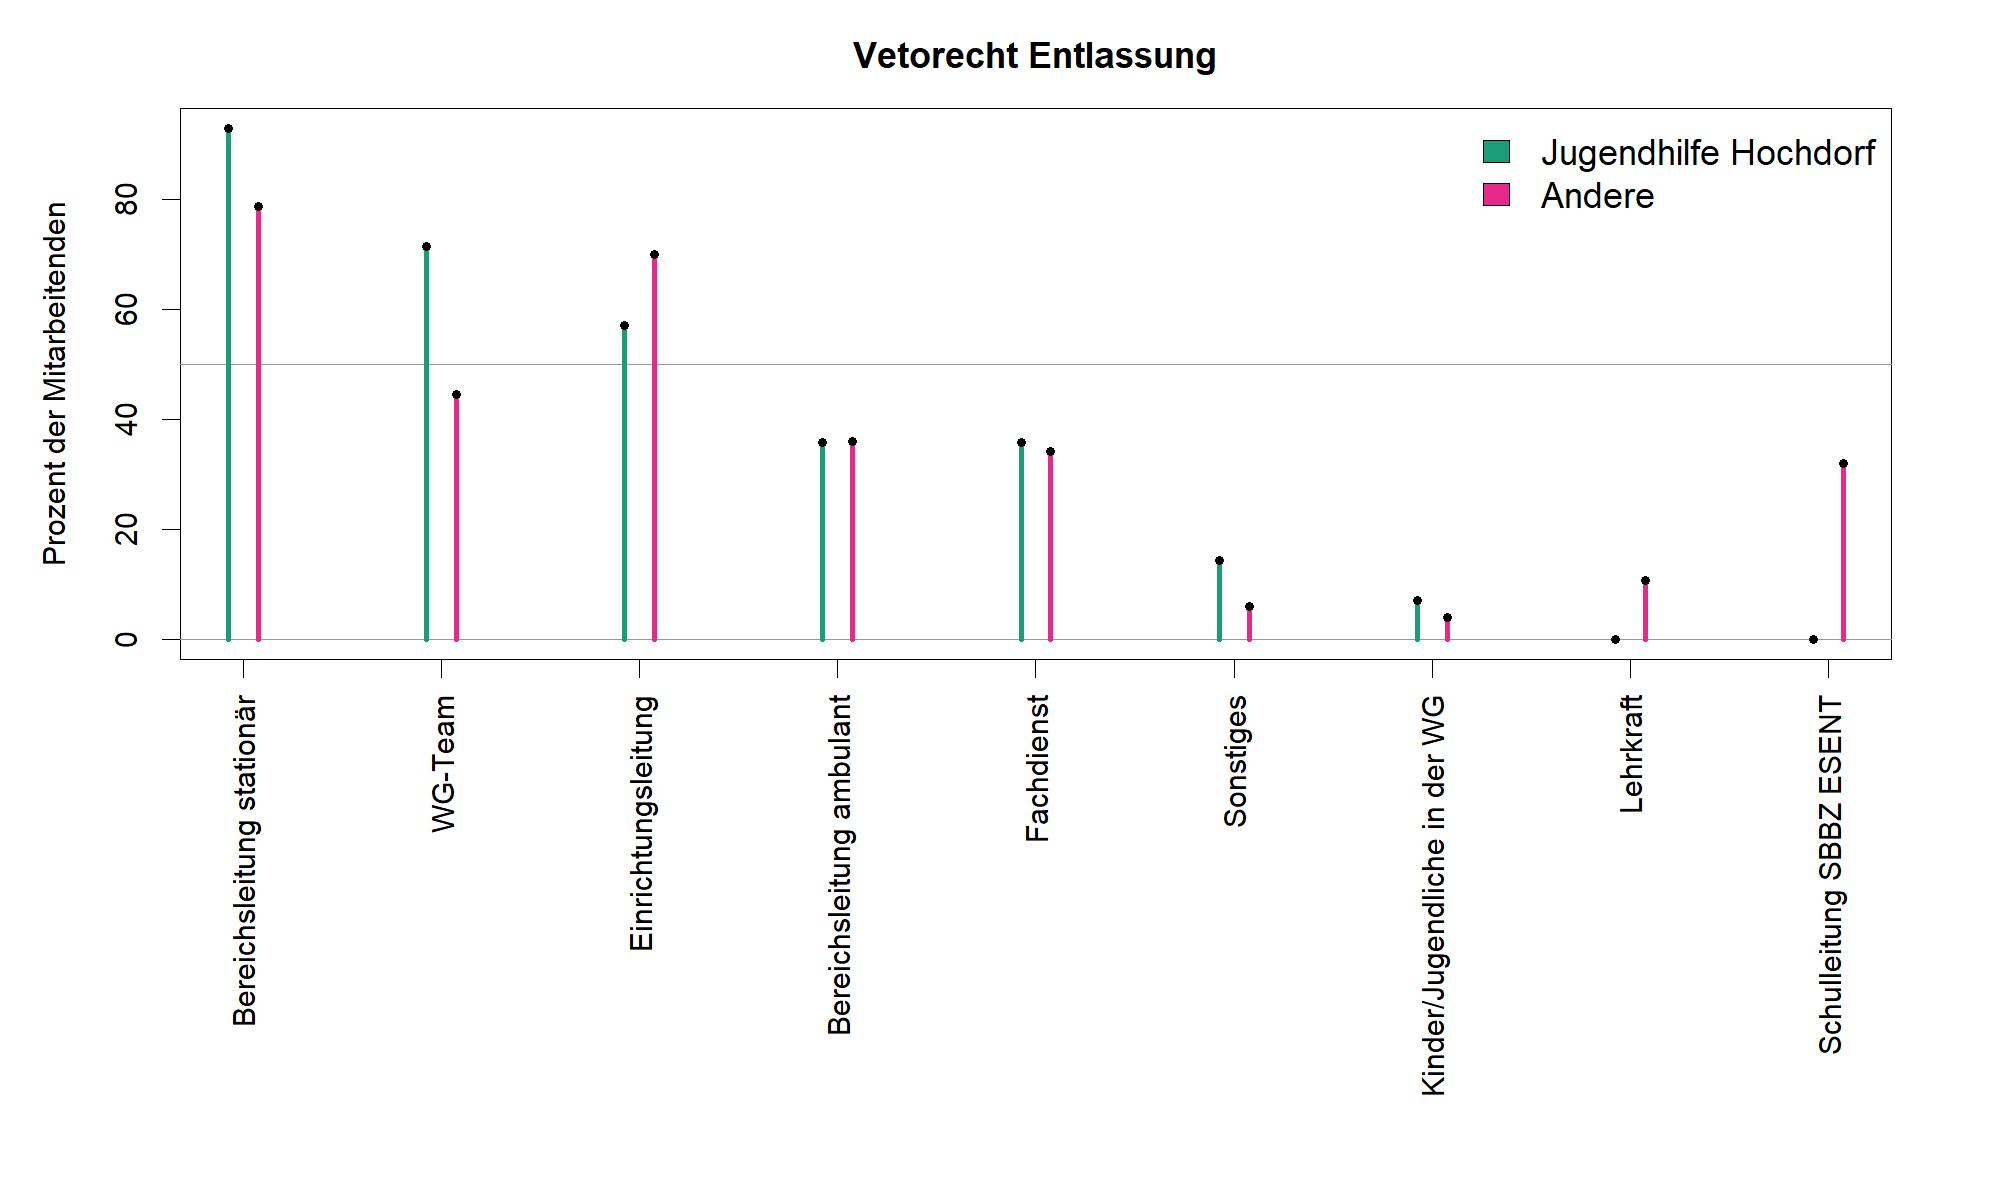 Vetorecht Entlassung
Jugendhilfe Hochdorf
Andere
Prozent der Mitarbeitenden
80
60
40
20
0
Bereichsleitung stationär
WG-Team
Einrichtungsleitung
Bereichsleitung ambulant
Fachdienst
Sonstiges
Kinder/Jugendliche in der WG
Lehrkraft
Schulleitung SBBZ ESENT